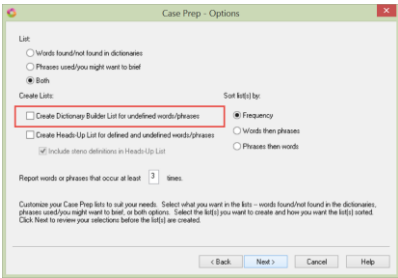 Case Prep - Options
List:
Words found/not found in dictionaries
Phrases used/you might want to brief
Both
Create Lists:
Sort list(s) by:
Create Dictionary Builder List for undefined words/phrases
Frequency
Create Heads-Up List for defined and undefined words/phrases
Words then phrases
Include steno definitions in Heads-Up List
Phrases then words
Report words or phrases that occur at least 3 times.
Customize your Case Prep lists to suit your needs. Select what you want in the lists – words found/not found in the dictionaries,
phrases used/you might want to brief, or both options. Select the list(s) you want to create and how you want the list(s) sorted.
Click Next to review your selections before the list(s) are created.
< Back Next > Cancel Help